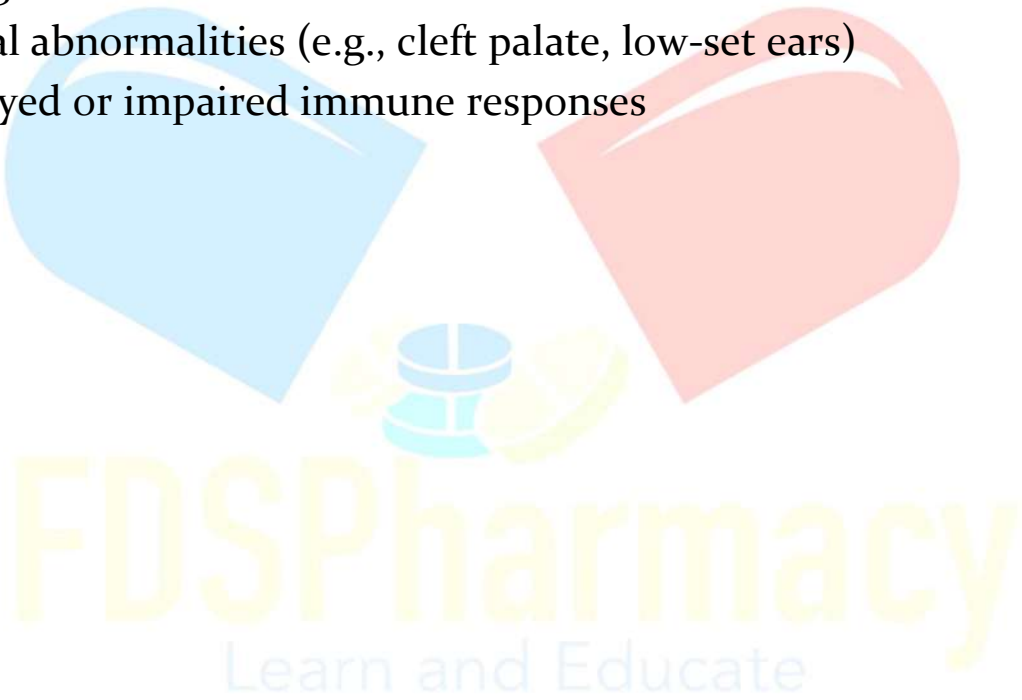 al abnormalities (e.g., cleft palate, low-set ears)
yed or impaired immune responses
FDSPharmacy
Learn and Educate